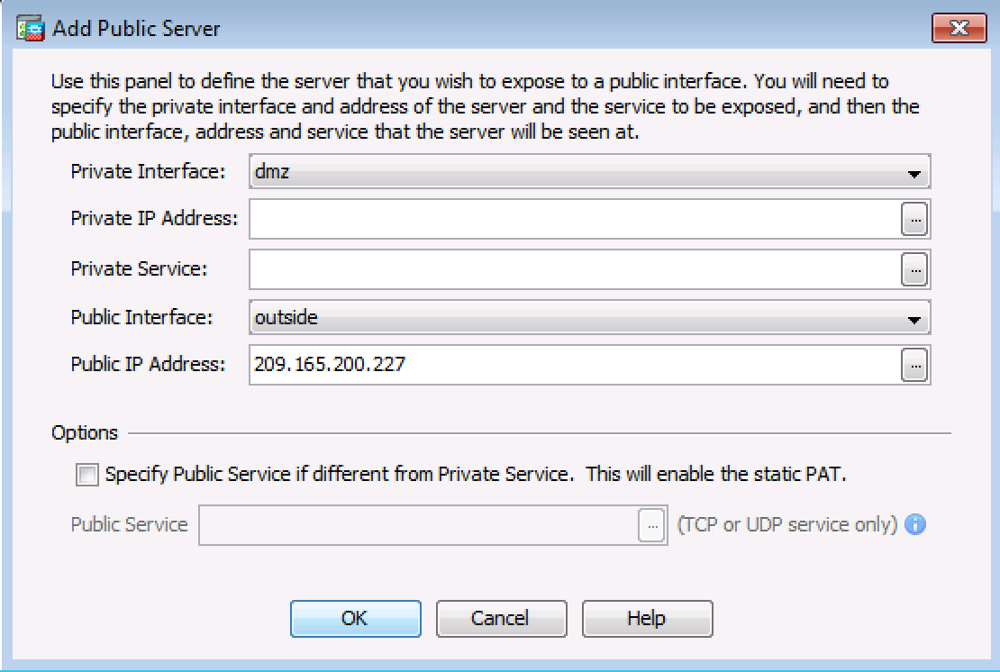 Add Public Server
Use this panel to define the server that you wish to expose to a public interface. You will need to
specify the private interface and address of the server and the service to be exposed, and then the
public interface, address and service that the server will be seen at.
Private Interface: dmz
Private IP Address: ...
Private Service: ...
Public Interface: outside
Public IP Address: 209.165.200.227 ...
Options
Specify Public Service if different from Private Service.  This will enable the static PAT.
Public Service ... (TCP or UDP service only) i
OK Cancel Help